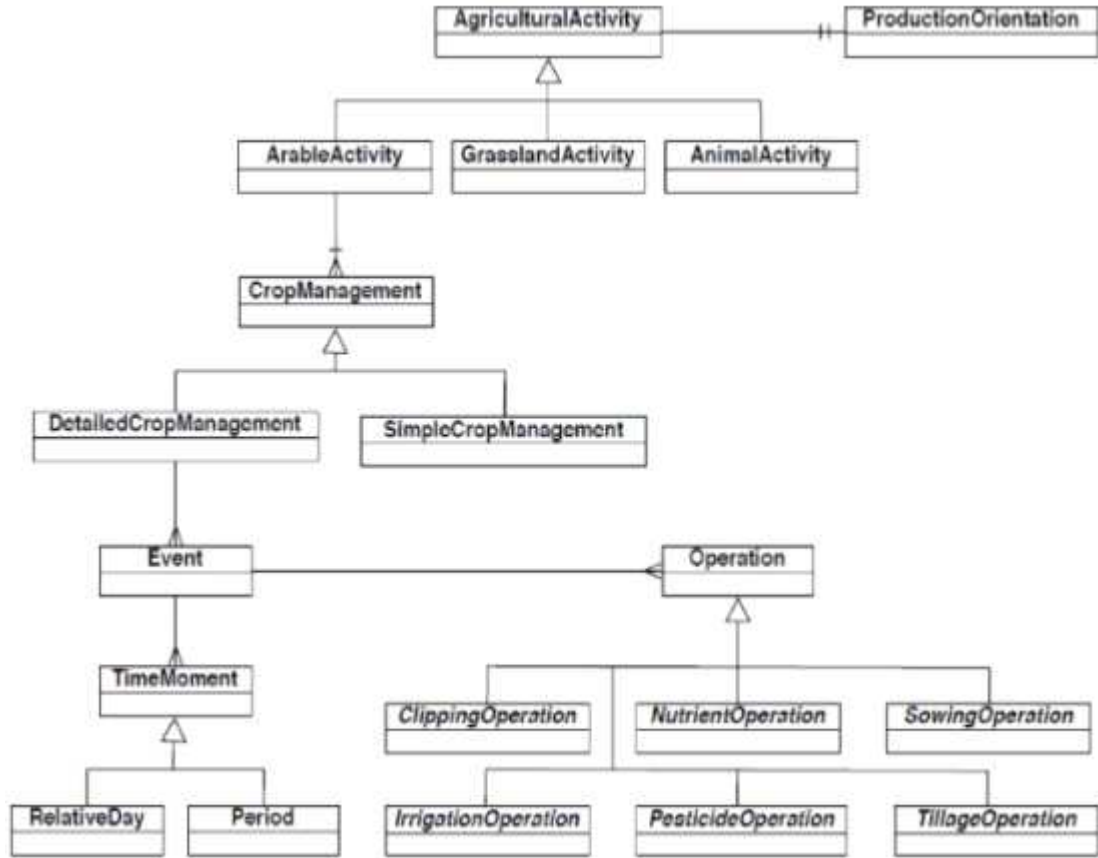 AgriculturalActivity
ProductionOrientation
ArableActivity
GrasslandActivity
AnimalActivity
CropManagement
DetailedCropManagement
SimpleCropManagement
Event
Operation
TimeMoment
ClippingOperation
NutrientOperation
SowingOperation
RelativeDay
Period
IrrigationOperation
PesticideOperation
TillageOperation